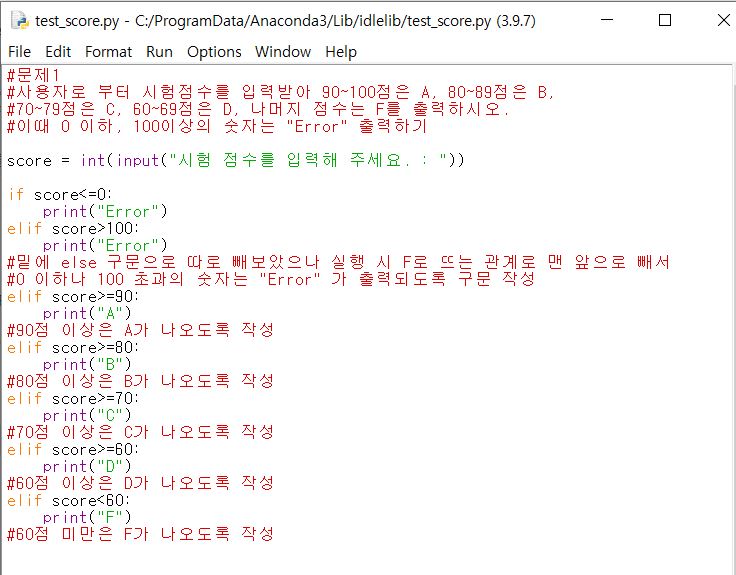 test_score.py - C:/ProgramData/Anaconda3/Lib/idlelib/test_score.py (3.9.7)
File Edit Format Run Options Window Help
#문제1
#사용자로 부터 시험점수를 입력받아 90~100점은 A, 80~89점은 B,
#70~79점은 C, 60~69점은 D, 나머지 점수는 F를 출력하시오.
#이때 0 이하, 100이상의 숫자는 "Error" 출력하기
score = int(input("시험 점수를 입력해 주세요. : "))
if score<=0:
    print("Error")
elif score>100:
    print("Error")
#밑에 else 구문으로 따로 빼보았으나 실행 시 F로 뜨는 관계로 맨 앞으로 빼서
#0 이하나 100 초과의 숫자는 "Error" 가 출력되도록 구문 작성
elif score>=90:
    print("A")
#90점 이상은 A가 나오도록 작성
elif score>=80:
    print("B")
#80점 이상은 B가 나오도록 작성
elif score>=70:
    print("C")
#70점 이상은 C가 나오도록 작성
elif score>=60:
    print("D")
#60점 이상은 D가 나오도록 작성
elif score<60:
    print("F")
#60점 미만은 F가 나오도록 작성